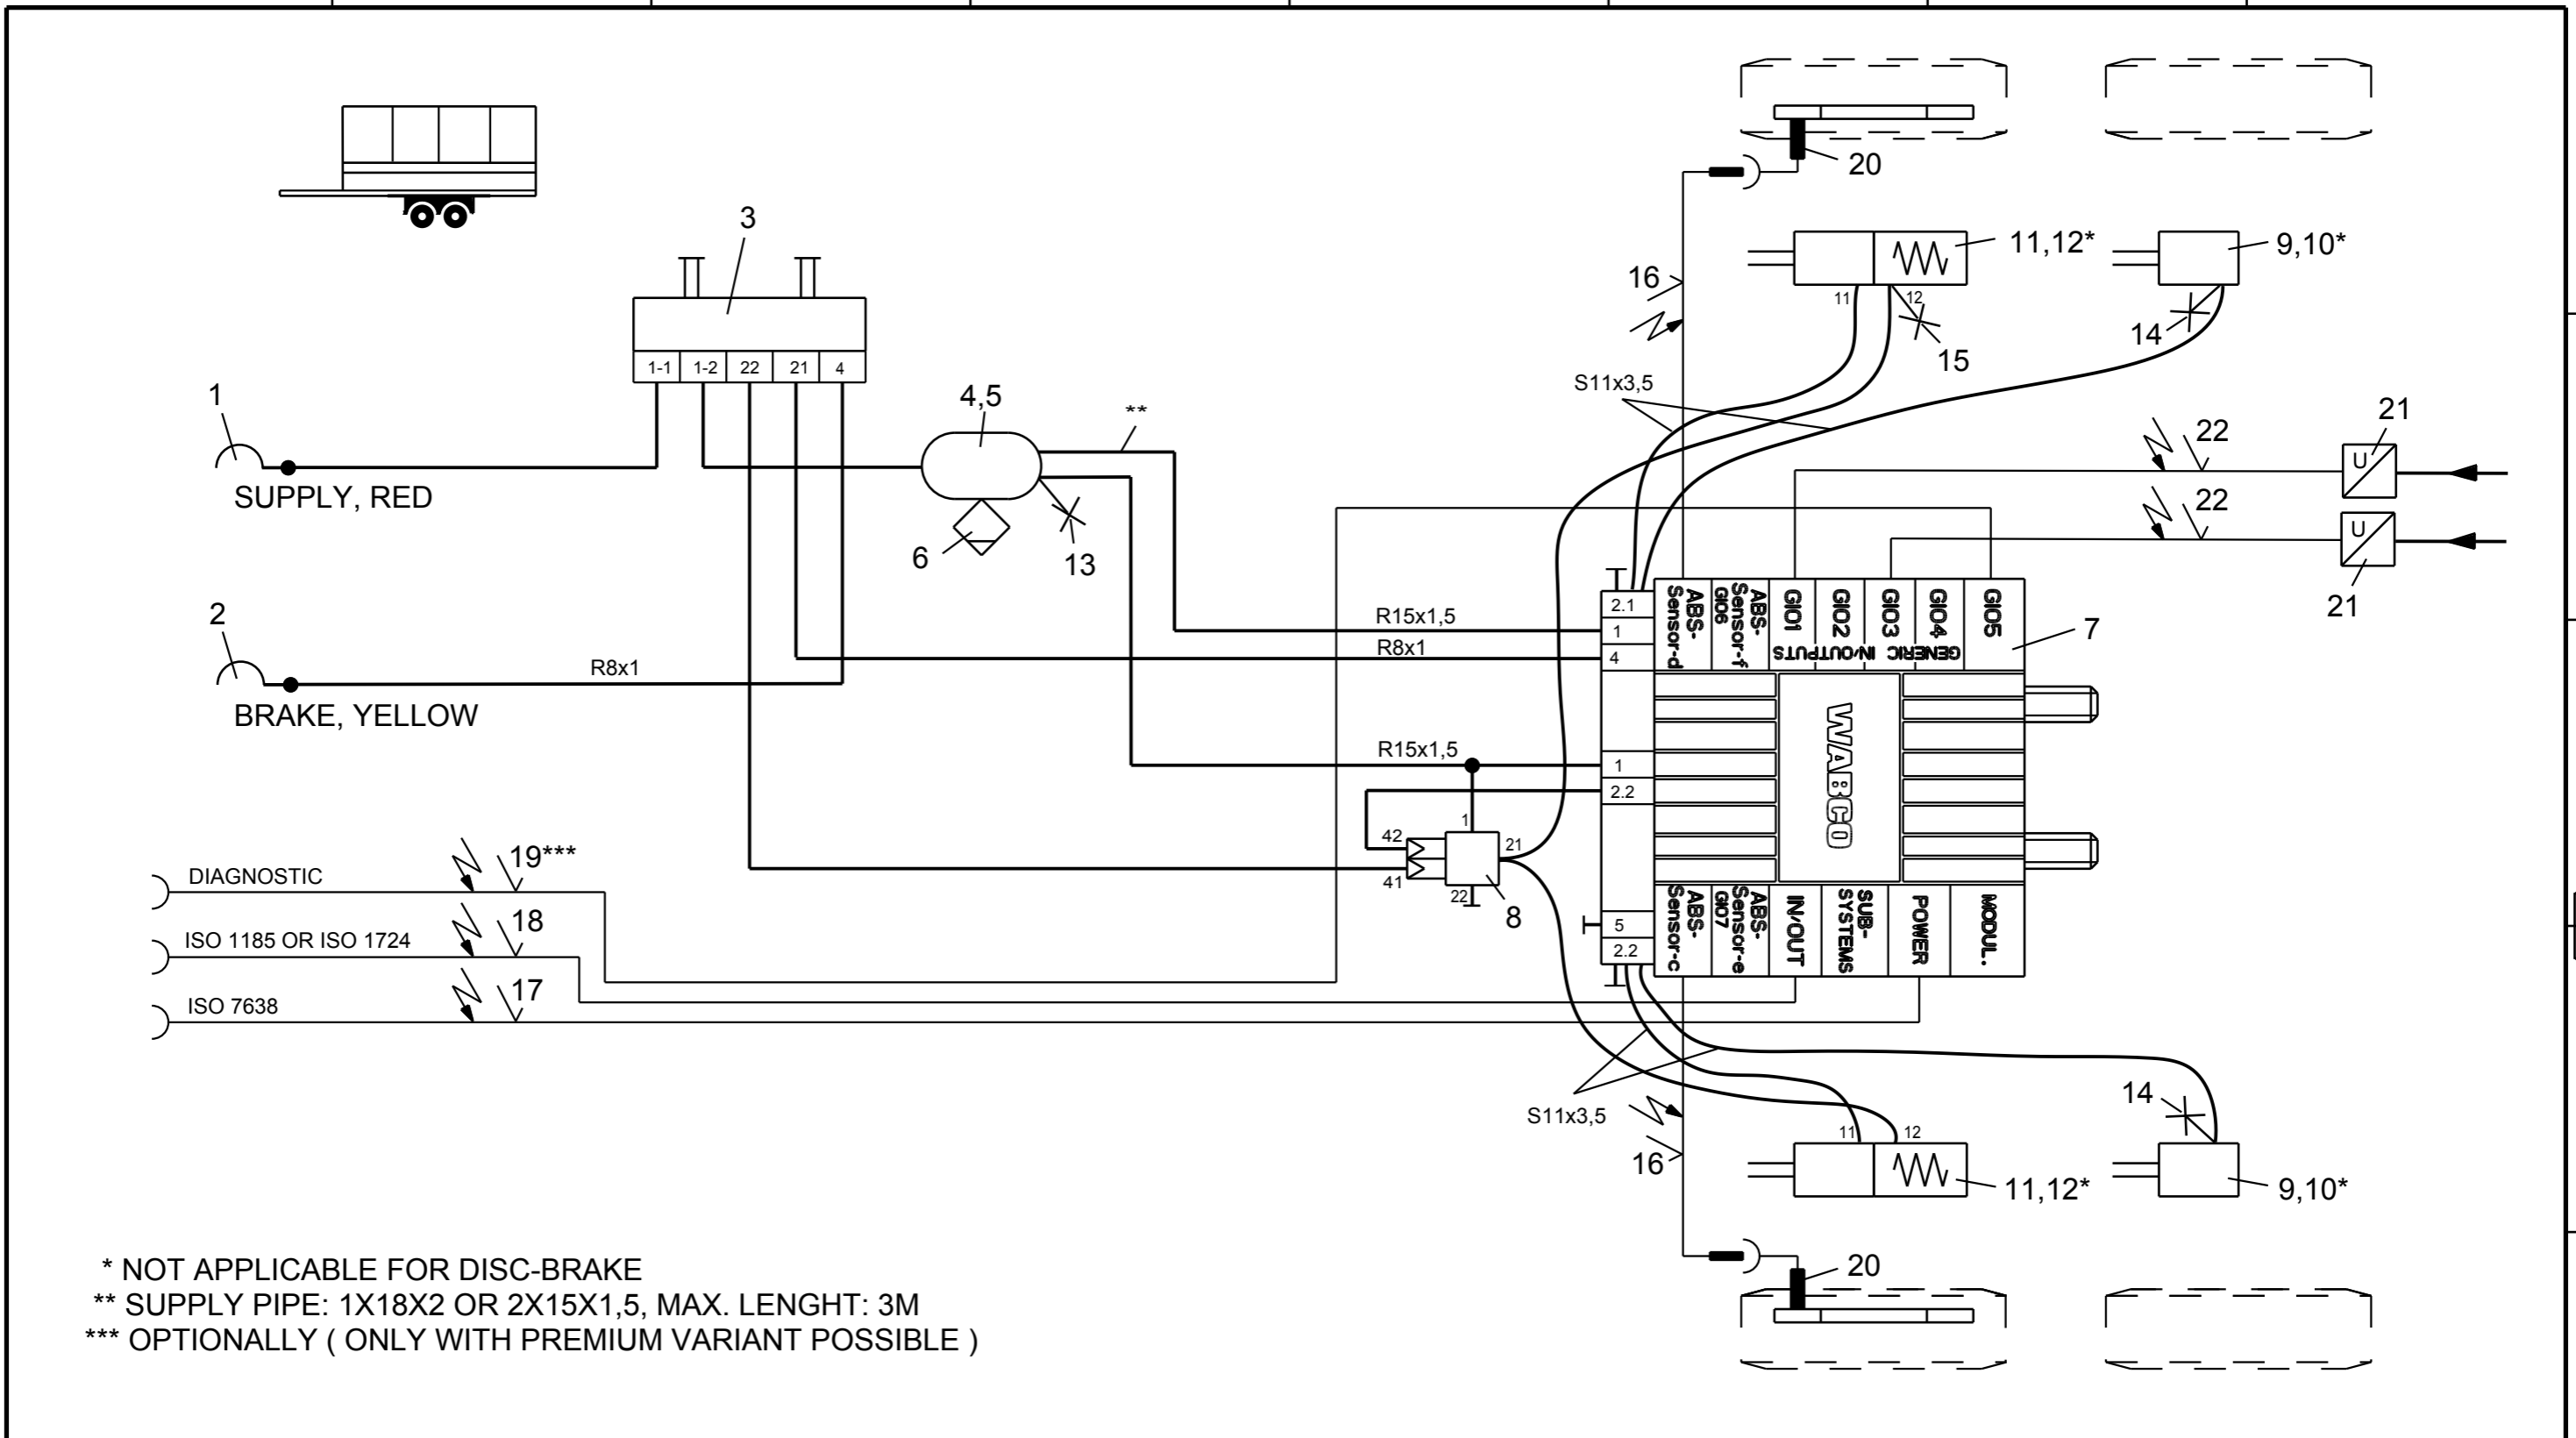 20
3
11,12*
9,10*
16
11
12
14
15
1-1
1-2
22
21
4
S11x3,5
1
4,5
**
21
22
SUPPLY, RED
U
22
6
13
U
21
2.1
ABS-
Sensor-d
ABS-
Sensor-f
GIO6
GIO1
GIO2
GIO3
GIO4
GIO5
GENERIC IN/OUTPUTS
R15x1,5
1
7
2
R8x1
R8x1
4
BRAKE, YELLOW
WABCO
R15x1,5
1
2.2
1
42
21
41
22
8
19***
DIAGNOSTIC
18
ISO 1185 OR ISO 1724
17
ISO 7638
5
2.2
ABS-
Sensor-c
ABS-
Sensor-e
GIO7
IN/OUT
SUB-
SYSTEMS
POWER
MODUL.
S11x3,5
14
16
11
12
11,12*
9,10*
20
* NOT APPLICABLE FOR DISC-BRAKE
** SUPPLY PIPE: 1X18X2 OR 2X15X1,5, MAX. LENGHT: 3M
*** OPTIONALLY ( ONLY WITH PREMIUM VARIANT POSSIBLE )